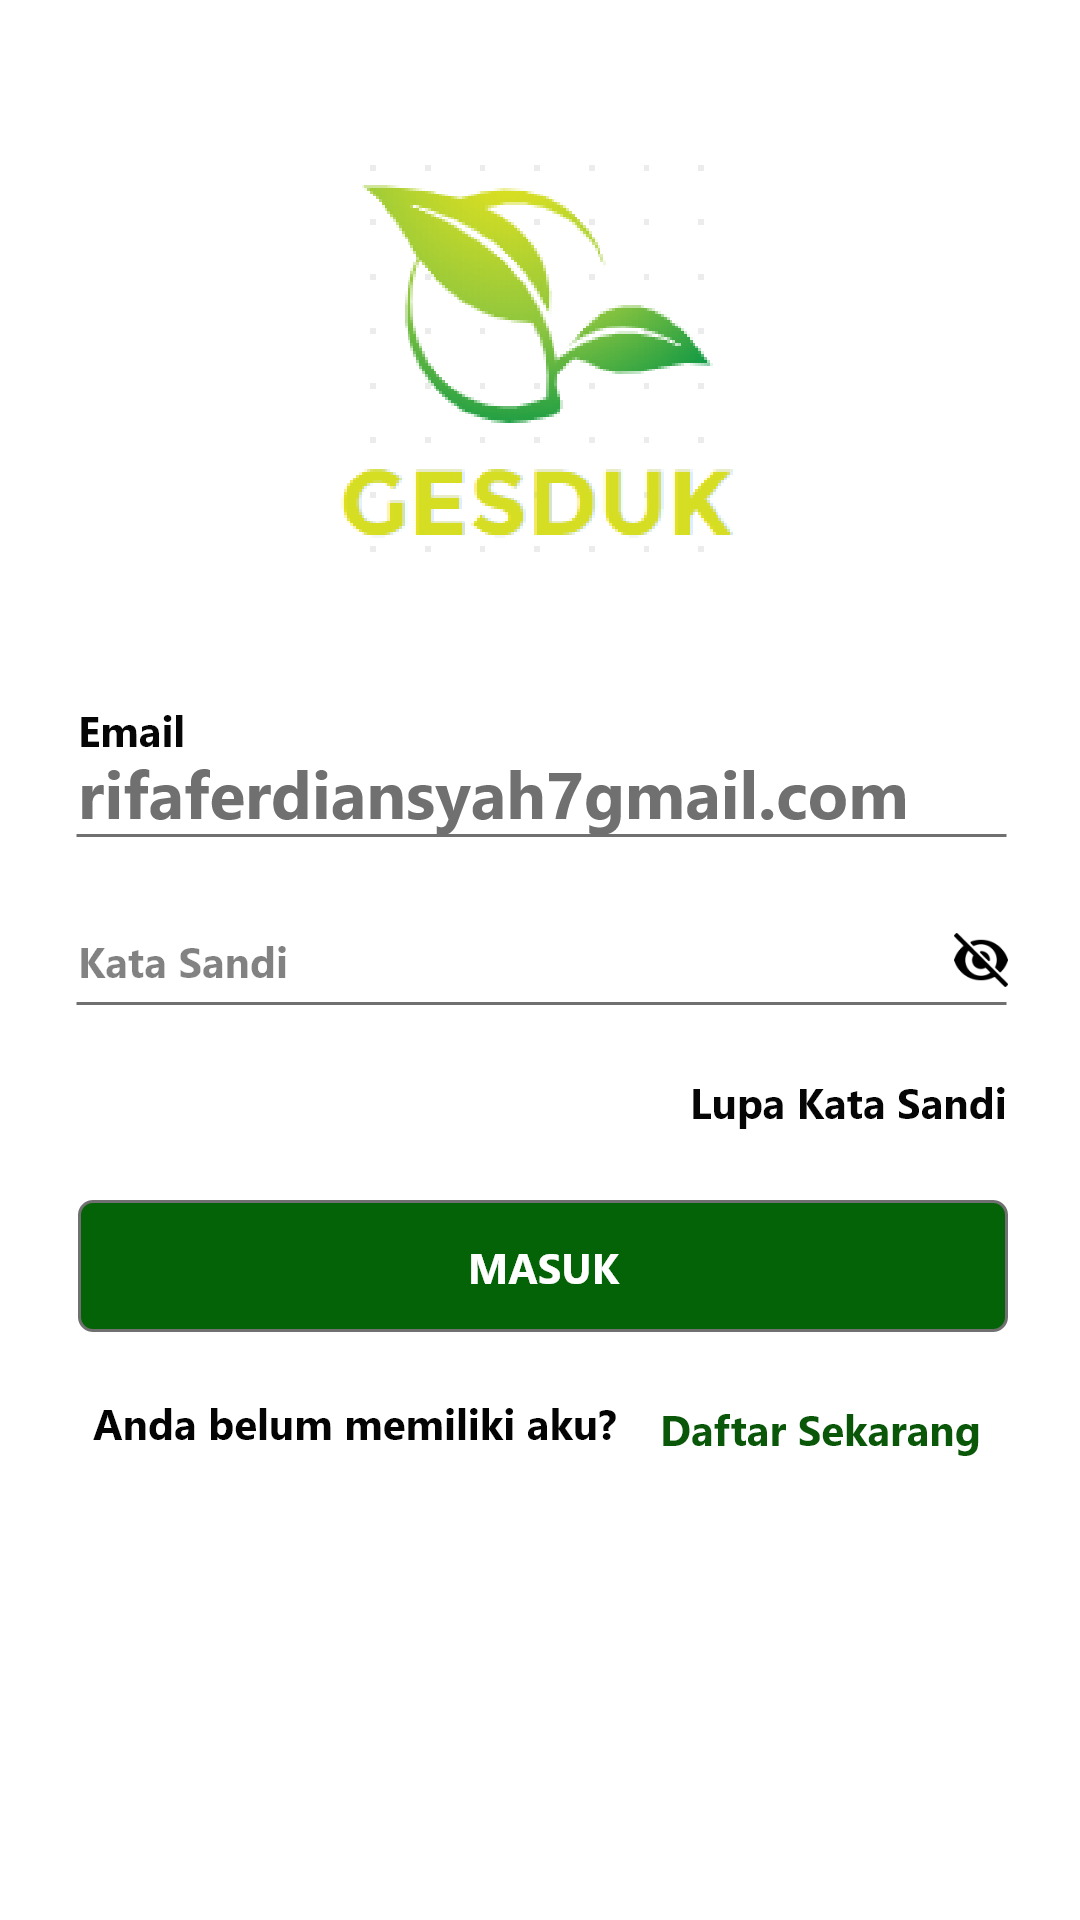 GESDUK
Email
rifaferdiansyah7gmail.com
Kata Sandi
Lupa Kata Sandi
MASUK
Anda belum memiliki aku? Daftar Sekarang